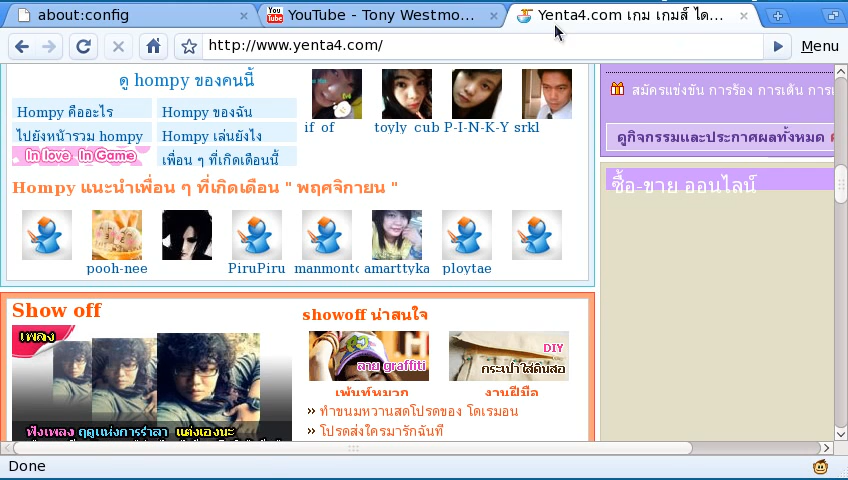 about:config
YouTube - Tony Westmo...
Yenta4.com เกม เกมส์ ได...
http://www.yenta4.com/
Menu
ดู hompy ของคนนี้
Hompy คืออะไร
Hompy ของฉัน
ไปยังหน้ารวม hompy
Hompy เล่นยังไง
In love In Game
เพื่อน ๆ ที่เกิดเดือนนี้
if of
toyly cub
P-I-N-K-Y
srkl
Hompy แนะนำเพื่อน ๆ ที่เกิดเดือน " พฤศจิกายน "
pooh-nee
PiruPiru
manmonto
amarttyka
ploytae
Show off
เพลง
ฟังเพลง ฤดูแห่งการร่ำลา แต่งเองนะ
showoff น่าสนใจ
ลาย graffiti
DIY
กระเป๋าใส่ดินสอ
เพ้นท์หมวก
งานฝีมือ
» ทำขนมหวานสดโปรดของ โดเรมอน
» โปรดส่งใครมารักฉันที
สมัครแข่งขัน การร้อง การเต้น การแ
ดูกิจกรรมและประกาศผลทั้งหมด ค
ซื้อ-ขาย ออนไลน์
Done